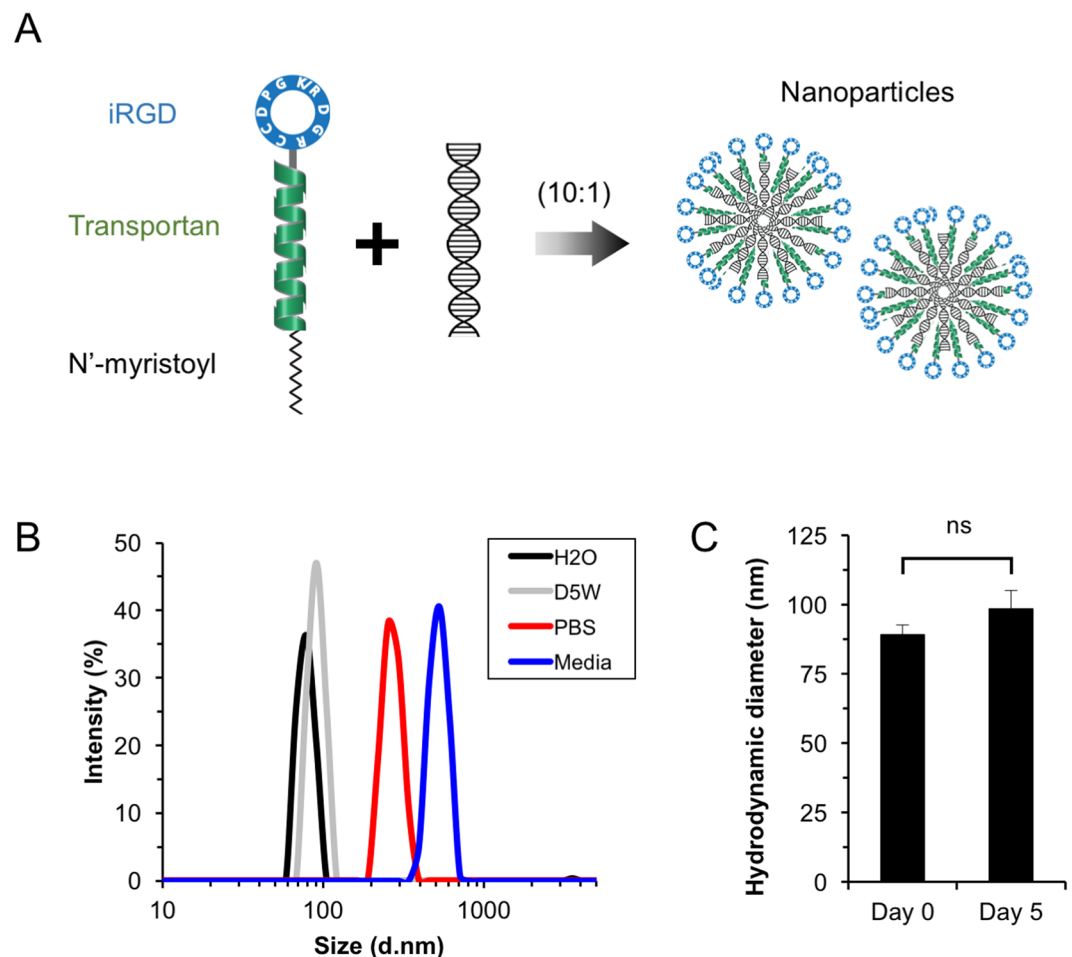 A
iRGD
C C D P G K/R D G R
Transportan
N'-myristoyl
(10:1)
Nanoparticles
B
Intensity (%)
50
40
30
20
10
0
10
100
1000
Size (d.nm)
H2O
D5W
PBS
Media
C
Hydrodynamic diameter (nm)
125
100
75
50
25
0
ns
Day 0
Day 5